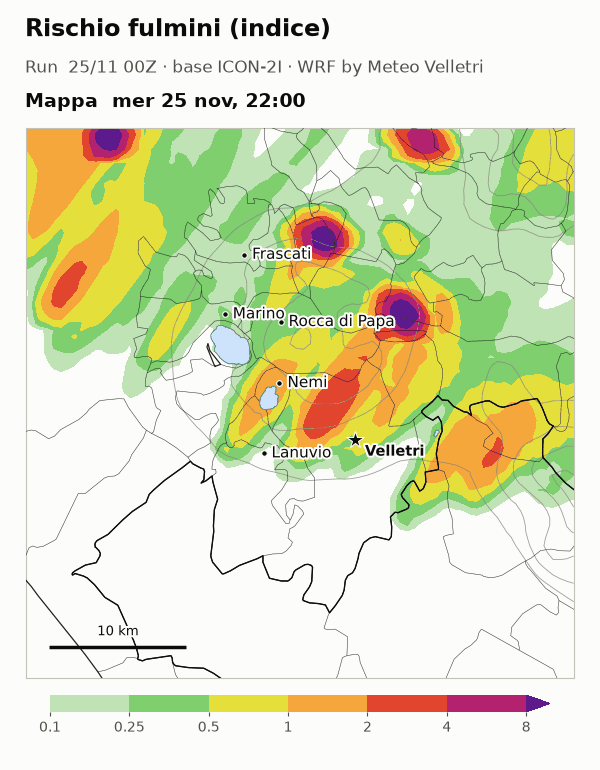 Rischio fulmini (indice)
Run  25/11 00Z · base ICON-2I · WRF by Meteo Velletri
Mappa  mer 25 nov, 22:00
Frascati
Marino
Rocca di Papa
Nemi
Velletri
Lanuvio
10 km
0.1 0.25 0.5 1 2 4 8